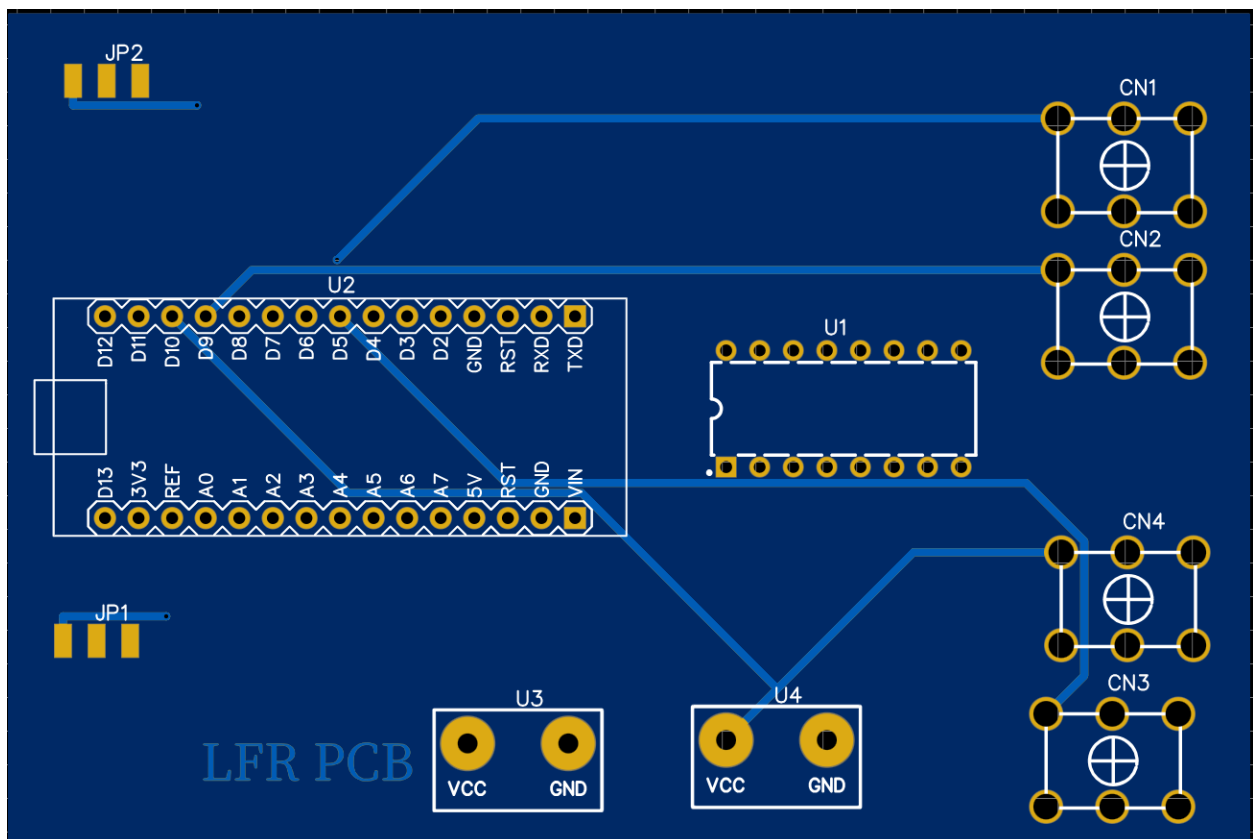 JP2
CN1
CN2
U2
D12 D11 D10 D9 D8 D7 D6 D5 D4 D3 D2 GND RST RXD TXD
U1
D13 3V3 REF A0 A1 A2 A3 A4 A5 A6 A7 5V RST GND VIN
CN4
JP1
CN3
U3
U4
LFR PCB
VCC GND
VCC GND